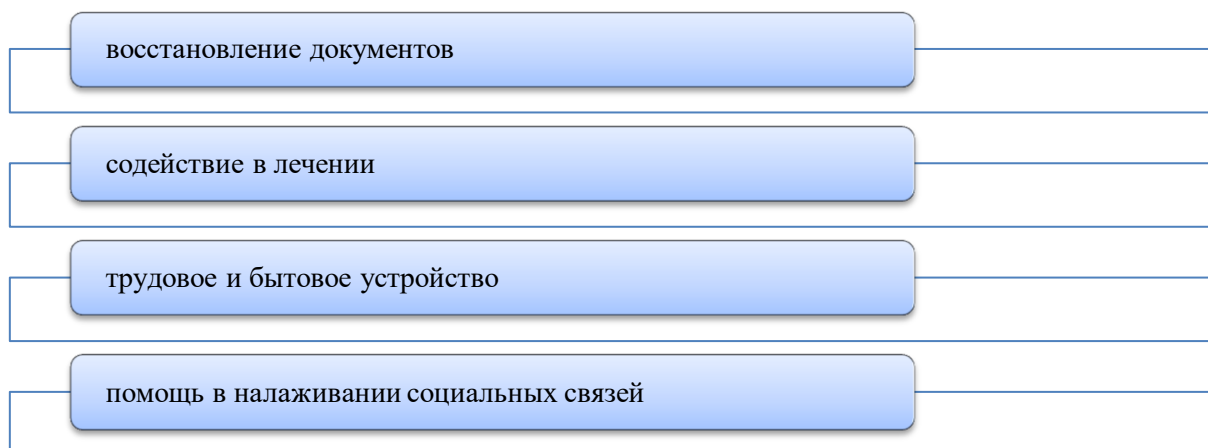 восстановление документов
содействие в лечении
трудовое и бытовое устройство
помощь в налаживании социальных связей